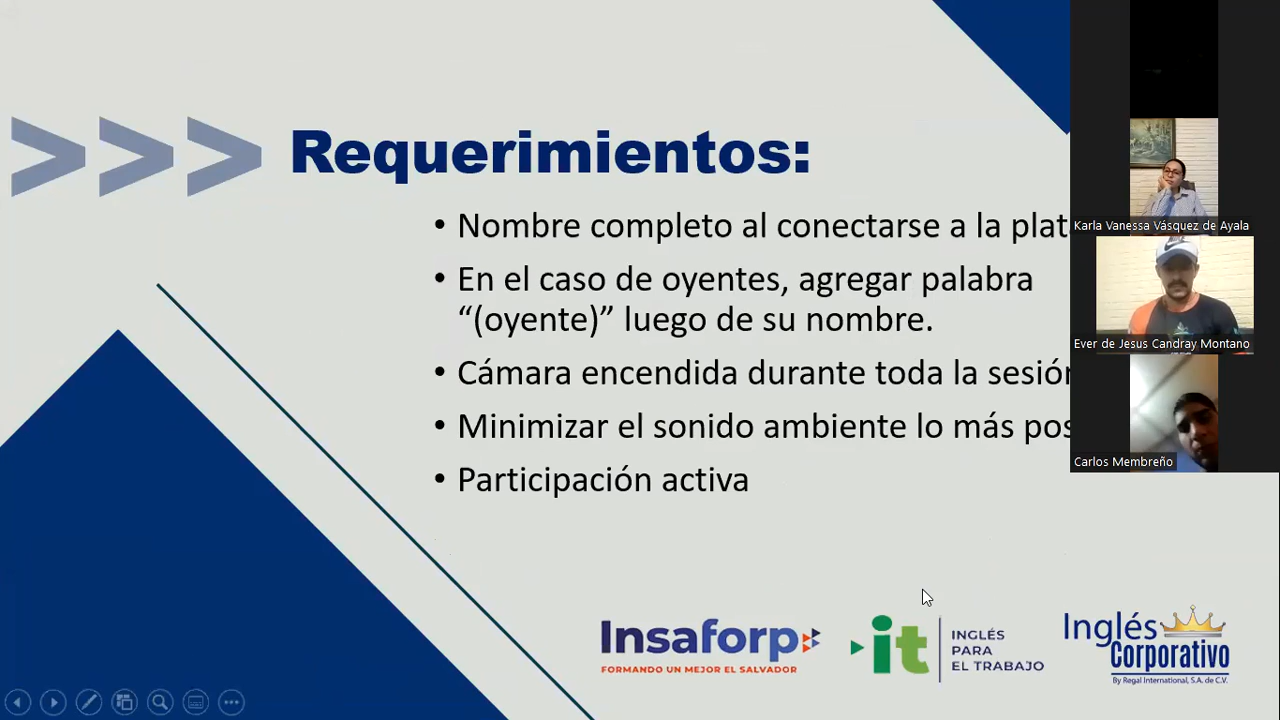 >>> Requerimientos:
• Nombre completo al conectarse a la plat
• En el caso de oyentes, agregar palabra
“(oyente)” luego de su nombre.
• Cámara encendida durante toda la sesión
• Minimizar el sonido ambiente lo más pos
• Participación activa
Karla Vanessa Vásquez de Ayala
Ever de Jesus Candray Montano
Carlos Membreño
Insaforp
FORMANDO UN MEJOR EL SALVADOR
it
INGLÉS
PARA
EL TRABAJO
Inglés
Corporativo
By Regal International, S.A. de C.V.